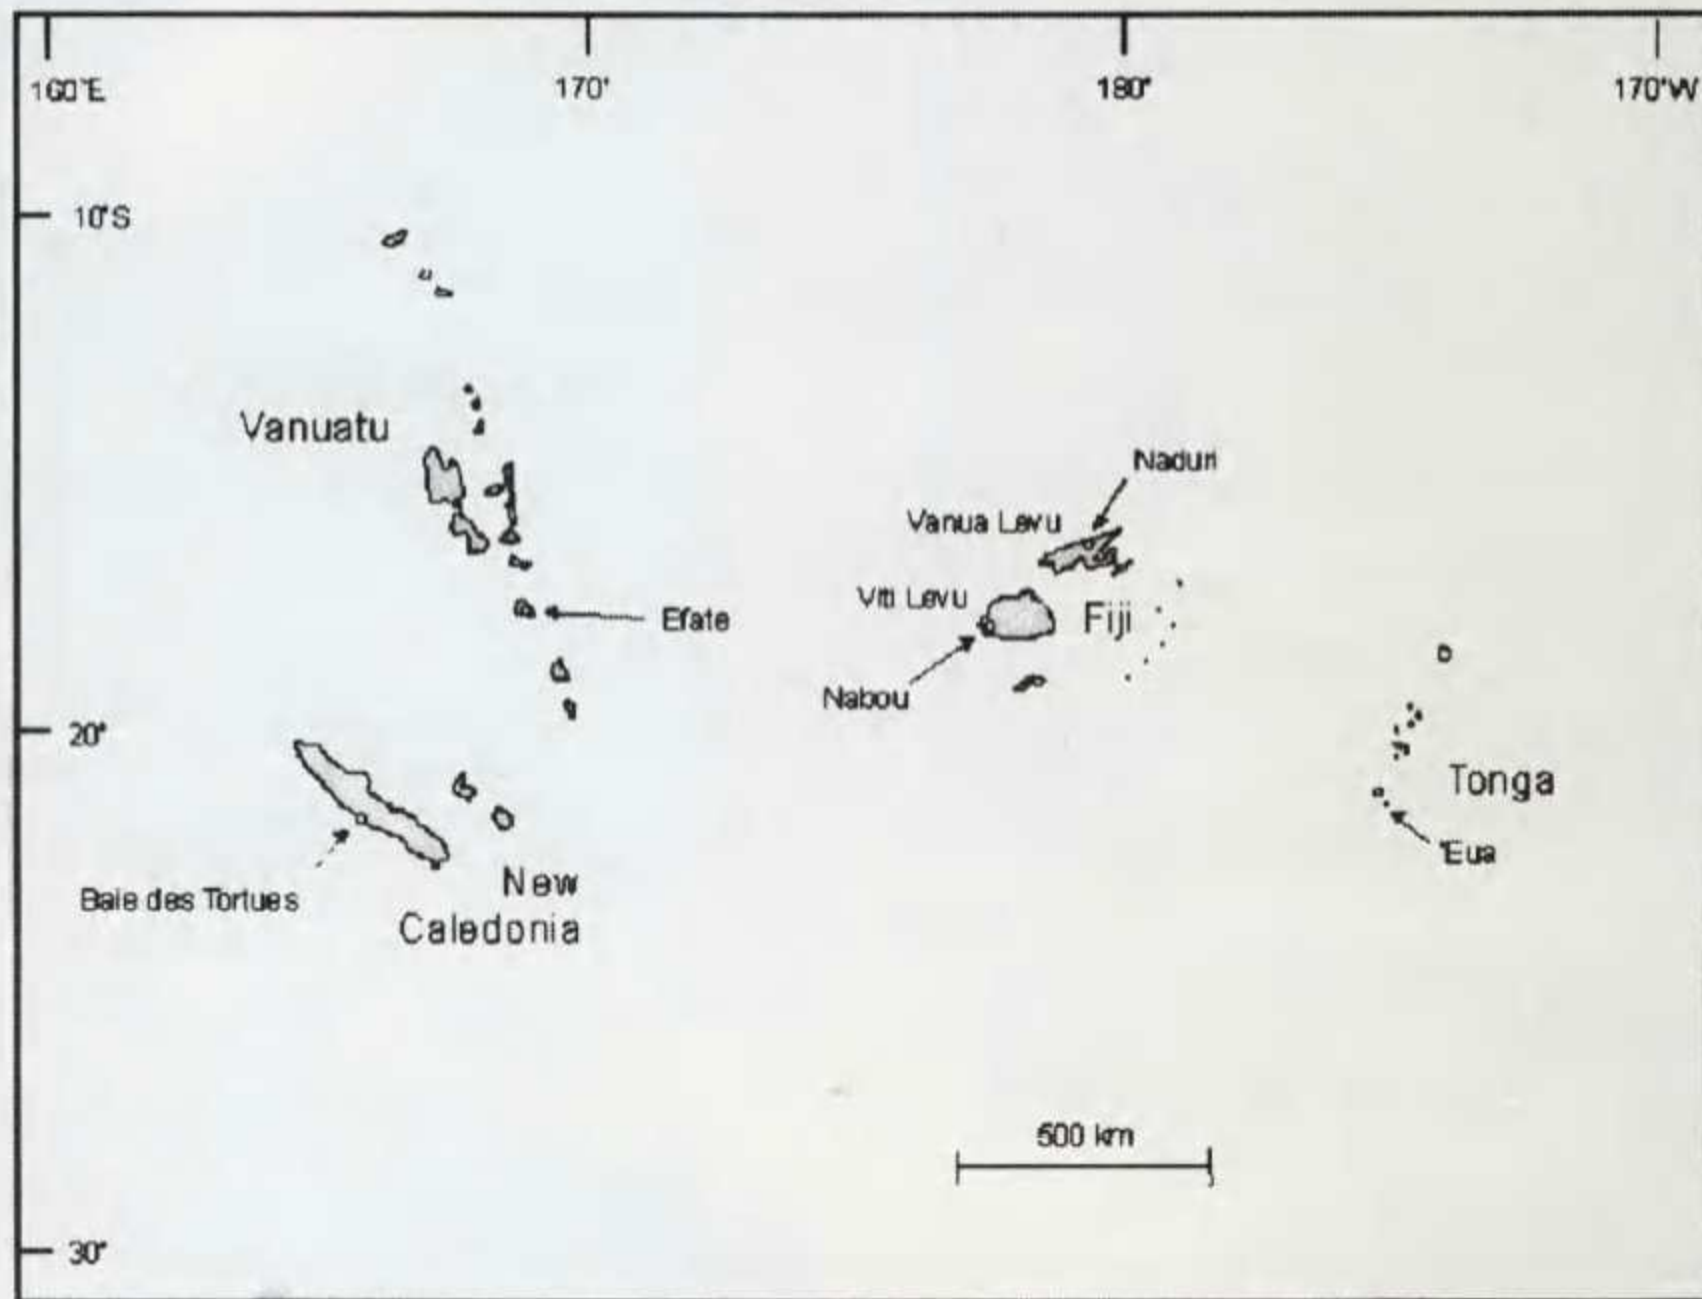 160°E
170°
180°
170°W
10°S
Vanuatu
Naduri
Vanua Levu
Viti Levu
Fiji
Efate
Nabou
20°
Tonga
'Eua
Baie des Tortues
New
Caledonia
500 km
30°